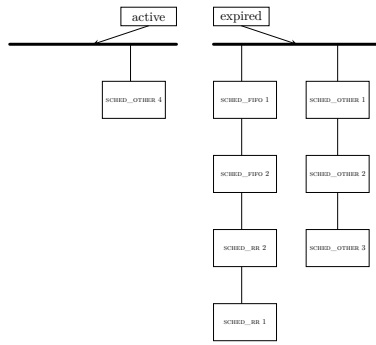 active
expired
SCHED_OTHER 4
SCHED_FIFO 1
SCHED_OTHER 1
SCHED_FIFO 2
SCHED_OTHER 2
SCHED_RR 2
SCHED_OTHER 3
SCHED_RR 1